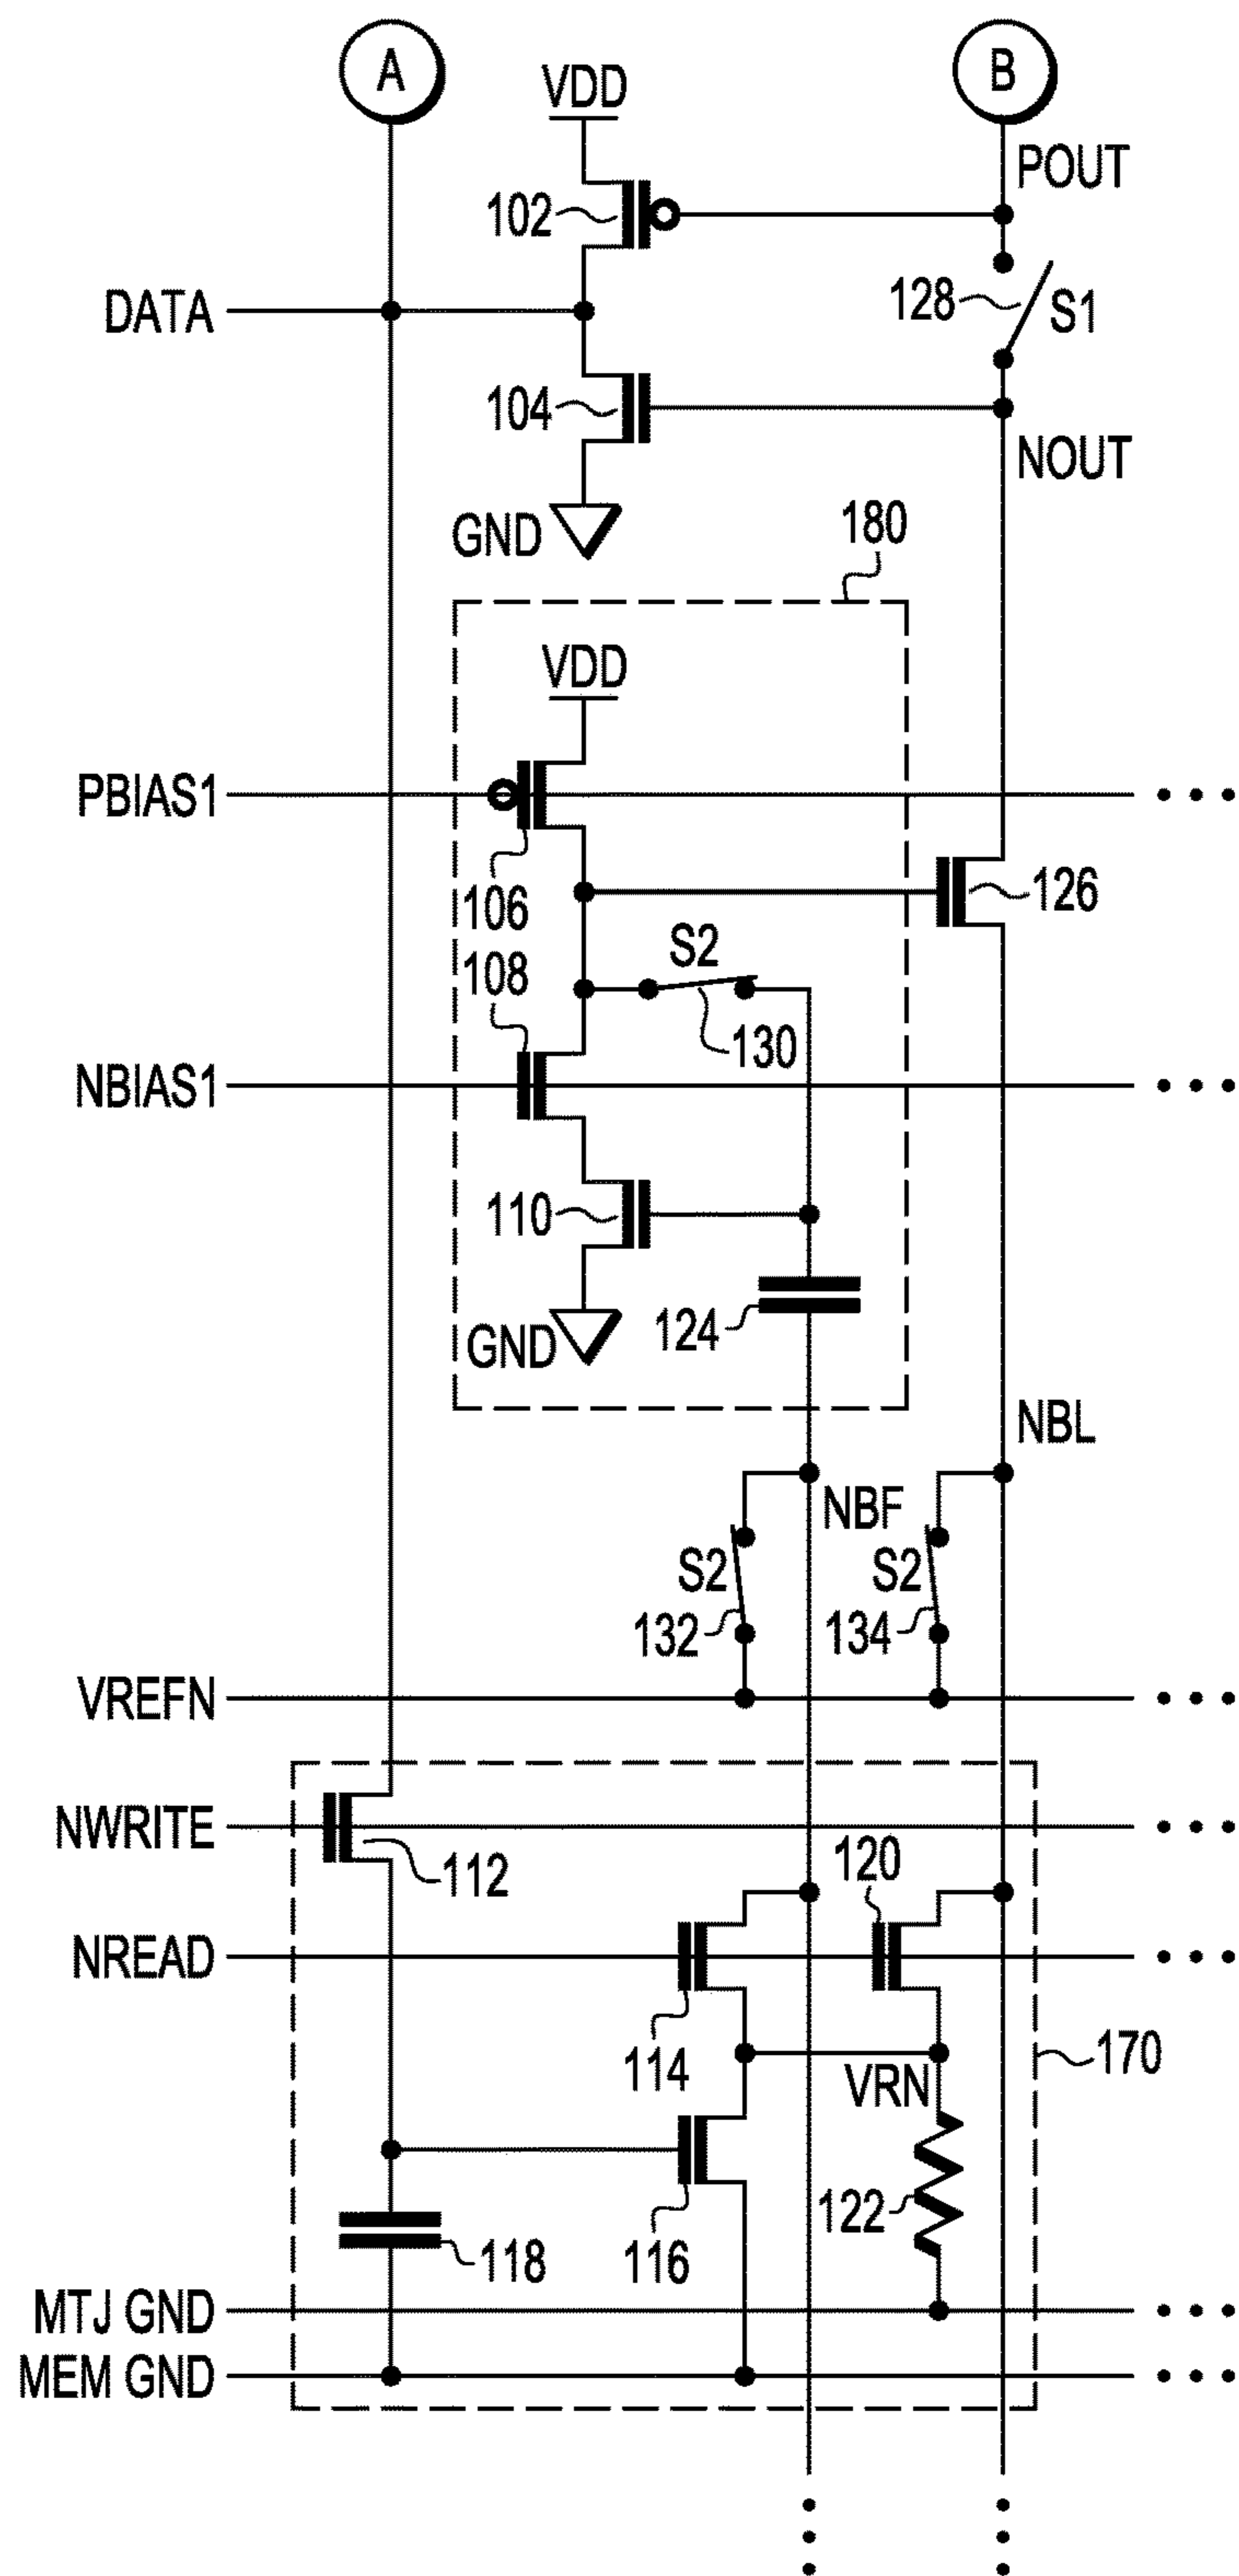 A
B
VDD
POUT
102
128
S1
DATA
104
NOUT
GND
180
VDD
PBIAS1
106
126
108
S2
130
NBIAS1
110
124
GND
NBL
NBF
S2
132
S2
134
VREFN
NWRITE
112
120
NREAD
114
VRN
170
122
118
116
MTJ GND
MEM GND